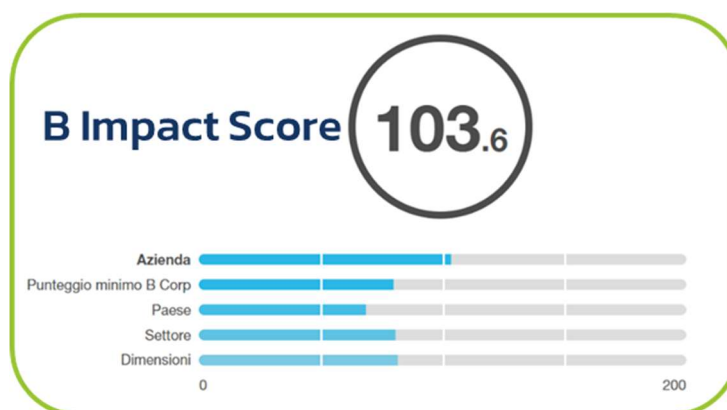 B Impact Score 103.6
Azienda
Punteggio minimo B Corp
Paese
Settore
Dimensioni
0 200